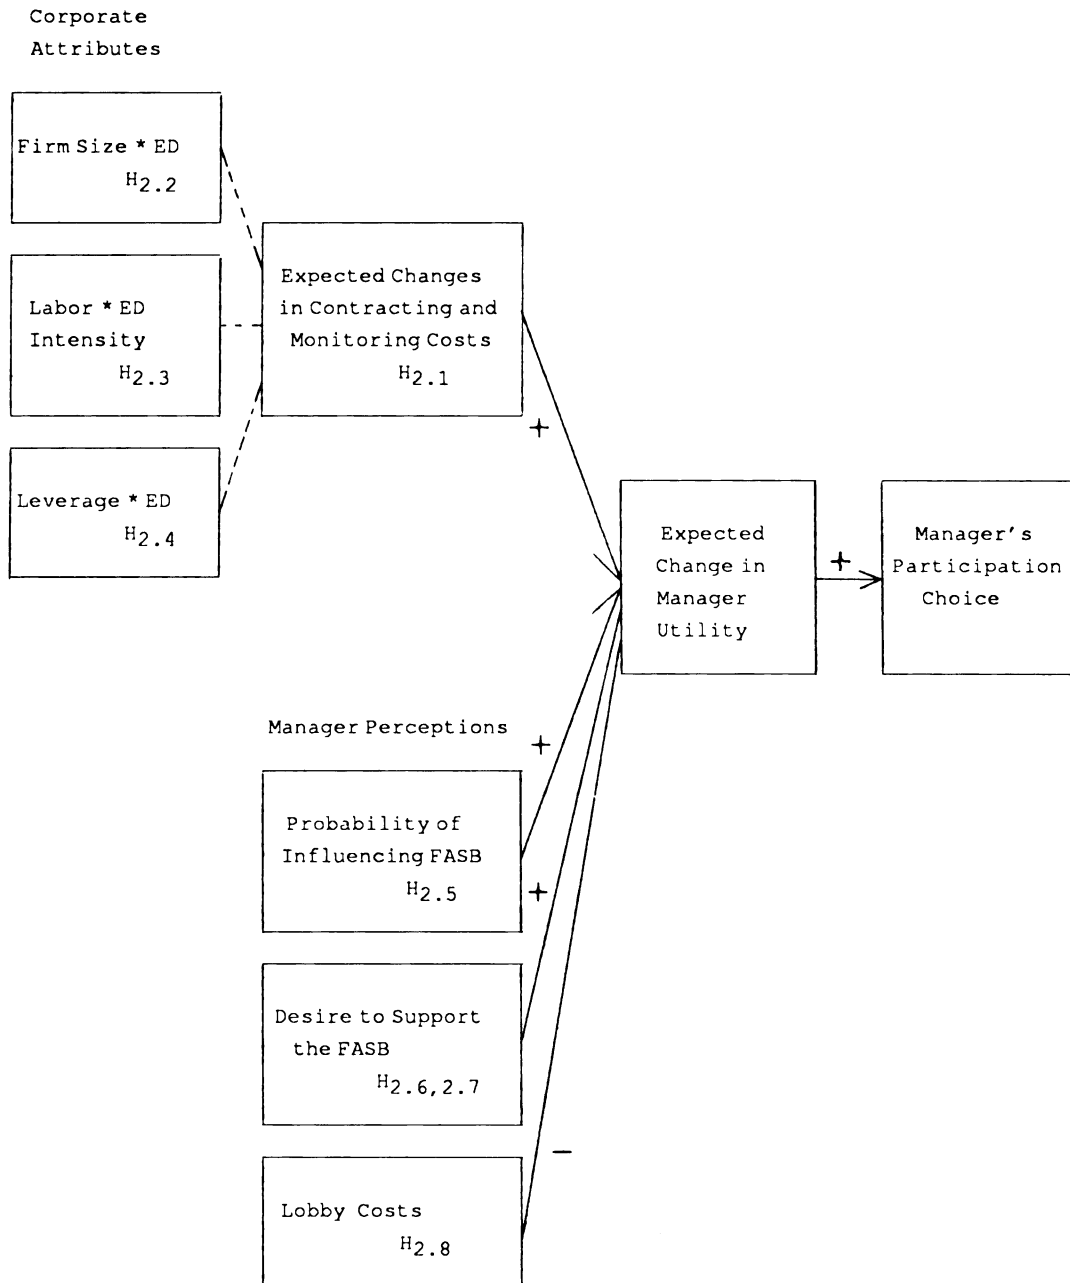 Corporate
Attributes
Firm Size * ED
H2.2
Labor * ED
Intensity
H2.3
Leverage * ED
H2.4
Expected Changes
in Contracting and
Monitoring Costs
H2.1
+
Expected
Change in
Manager
Utility
+
Manager's
Participation
Choice
Manager Perceptions
+
Probability of
Influencing FASB
H2.5
+
Desire to Support
the FASB
H2.6,2.7
−
Lobby Costs
H2.8